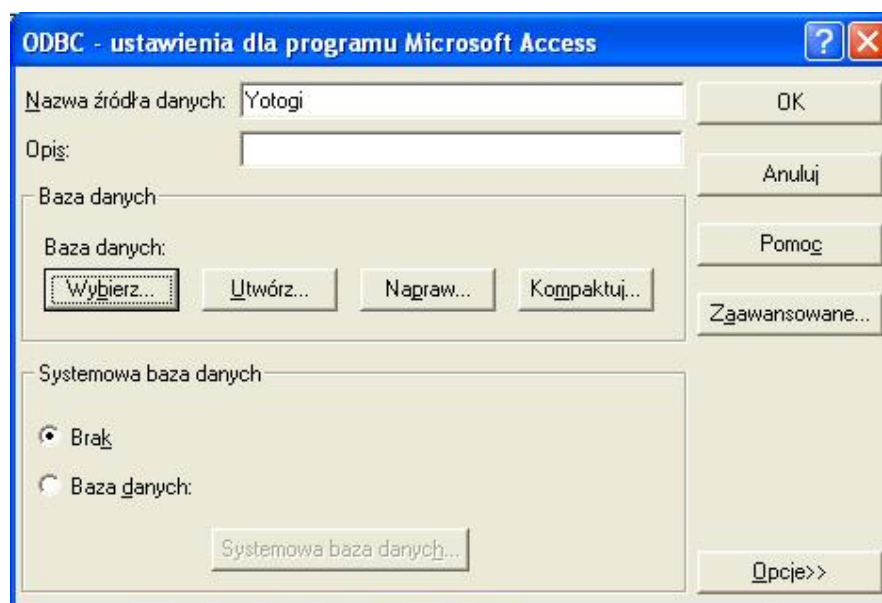 ODBC - ustawienia dla programu Microsoft Access
Nazwa źródła danych: Yotogi
OK
Opis:
Anuluj
Baza danych
Baza danych:
Pomoc
Wybierz... Utwórz... Napraw... Kompaktuj...
Zaawansowane...
Systemowa baza danych
Brak
Baza danych:
Systemowa baza danych...
Opcje>>